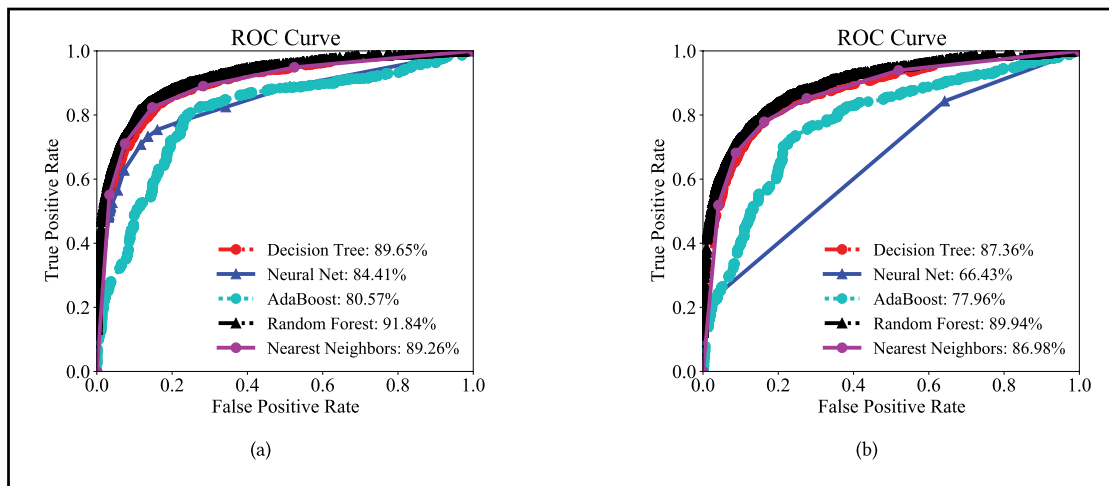 ROC Curve
1.0
0.8
0.6
0.4
0.2
0.0
True Positive Rate
Decision Tree: 89.65%
Neural Net: 84.41%
AdaBoost: 80.57%
Random Forest: 91.84%
Nearest Neighbors: 89.26%
0.0 0.2 0.4 0.6 0.8 1.0
False Positive Rate
(a)
ROC Curve
1.0
0.8
0.6
0.4
0.2
0.0
True Positive Rate
Decision Tree: 87.36%
Neural Net: 66.43%
AdaBoost: 77.96%
Random Forest: 89.94%
Nearest Neighbors: 86.98%
0.0 0.2 0.4 0.6 0.8 1.0
False Positive Rate
(b)